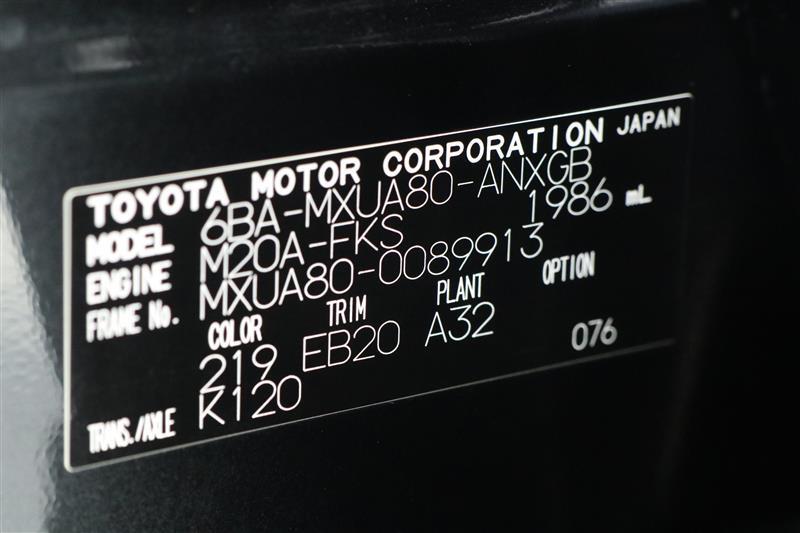 TOYOTA MOTOR CORPORATION JAPAN
MODEL 6BA-MXUA80-ANXGB
ENGINE M20A-FKS 1986 mL
FRAME No. MXUA80-0089913
COLOR TRIM PLANT OPTION
219 EB20 A32 076
TRANS./AXLE K120